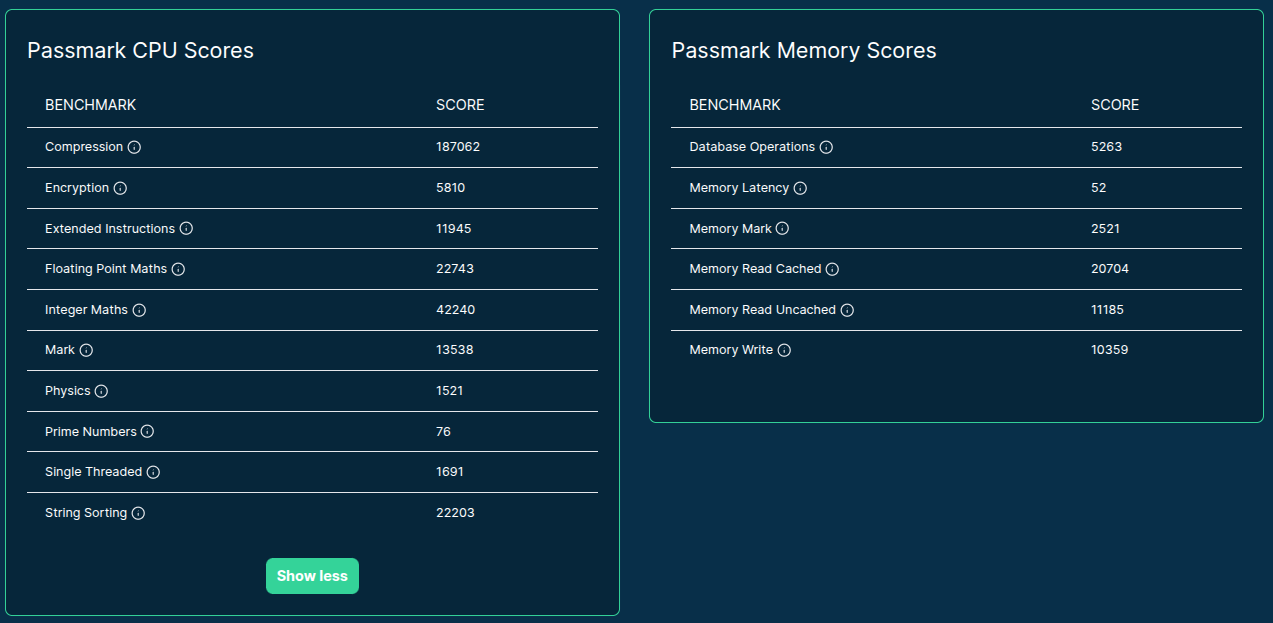 Passmark CPU Scores
BENCHMARK SCORE
Compression 187062
Encryption 5810
Extended Instructions 11945
Floating Point Maths 22743
Integer Maths 42240
Mark 13538
Physics 1521
Prime Numbers 76
Single Threaded 1691
String Sorting 22203
Show less
Passmark Memory Scores
BENCHMARK SCORE
Database Operations 5263
Memory Latency 52
Memory Mark 2521
Memory Read Cached 20704
Memory Read Uncached 11185
Memory Write 10359